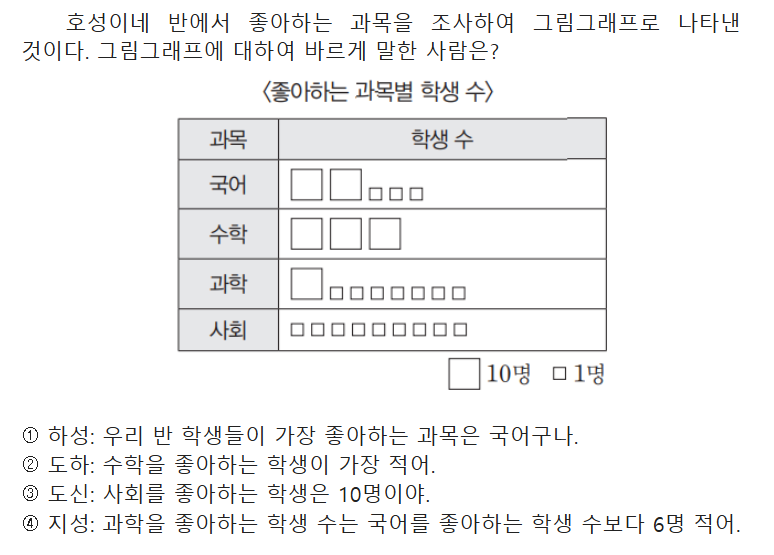 호성이네 반에서 좋아하는 과목을 조사하여 그림그래프로 나타낸
것이다. 그림그래프에 대하여 바르게 말한 사람은?
〈좋아하는 과목별 학생 수〉
과목 학생 수
국어
수학
과학
사회
10명 1명
① 하성: 우리 반 학생들이 가장 좋아하는 과목은 국어구나.
② 도하: 수학을 좋아하는 학생이 가장 적어.
③ 도신: 사회를 좋아하는 학생은 10명이야.
④ 지성: 과학을 좋아하는 학생 수는 국어를 좋아하는 학생 수보다 6명 적어.